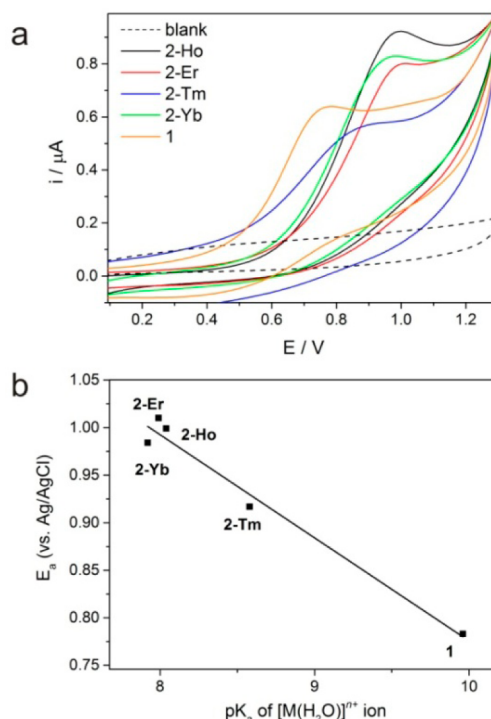 a
blank
2-Ho
2-Er
2-Tm
2-Yb
1
i / µA
0.8
0.6
0.4
0.2
0.0
0.2 0.4 0.6 0.8 1.0 1.2
E / V
b
Eₐ (vs. Ag/AgCl)
1.05
1.00
0.95
0.90
0.85
0.80
0.75
2-Er
2-Ho
2-Yb
2-Tm
1
8 9 10
pKₐ of [M(H₂O)]ⁿ⁺ ion